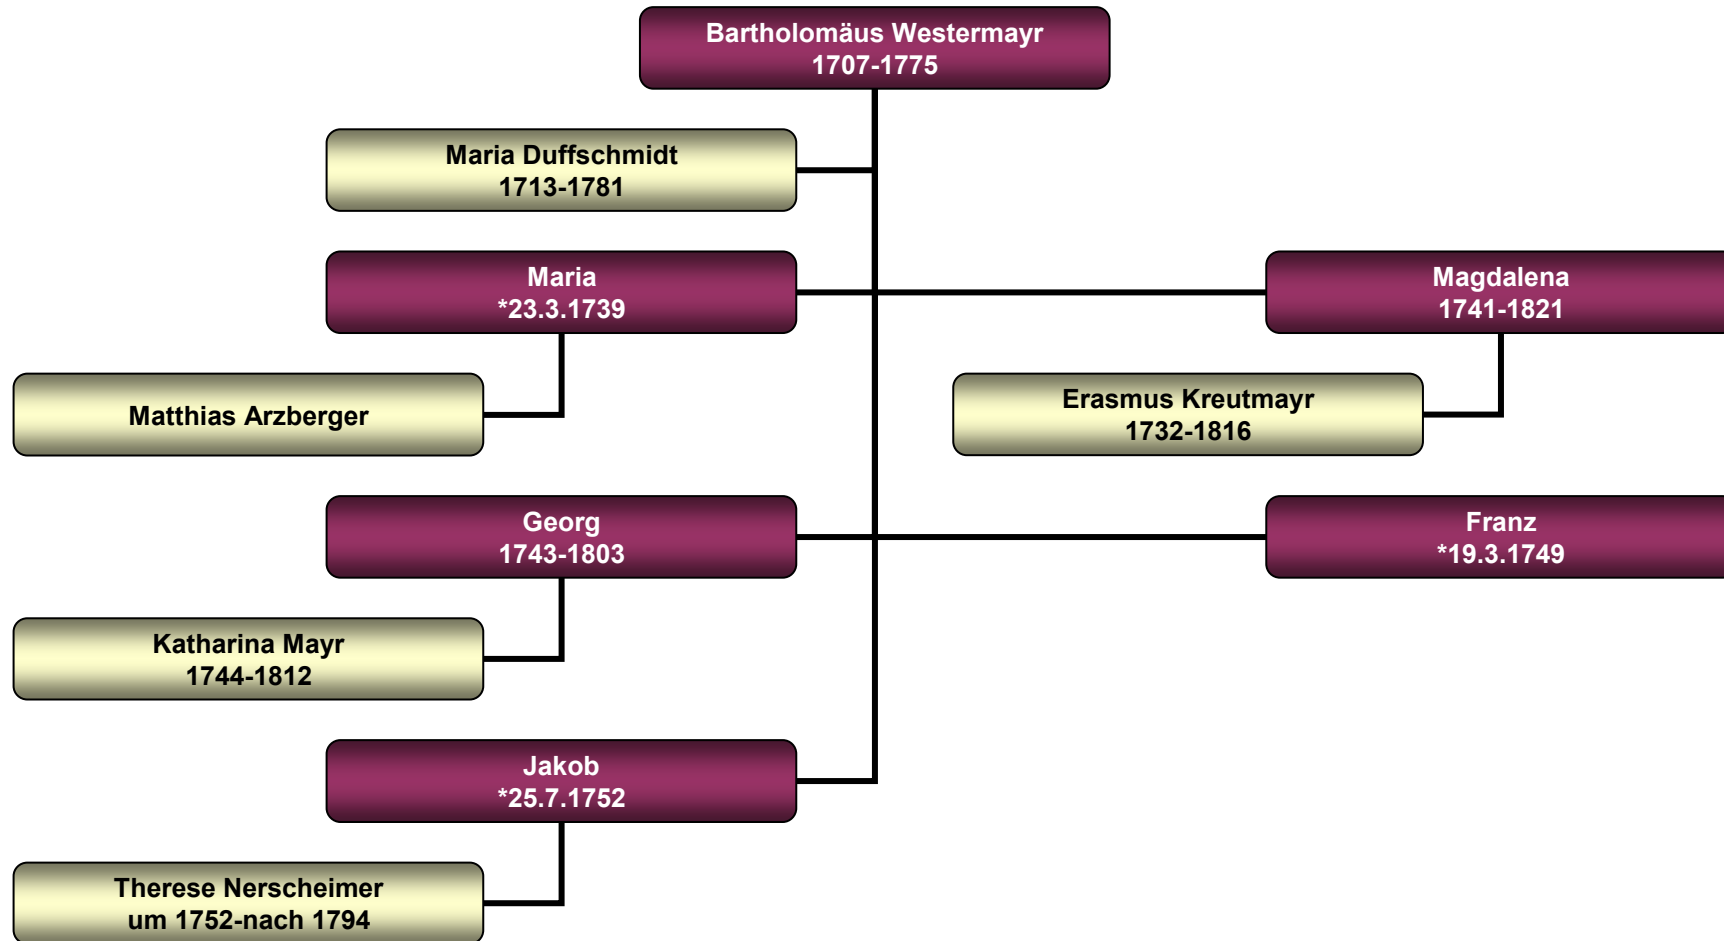 Bartholomäus Westermayr
1707-1775
Maria Duffschmidt
1713-1781
Maria
*23.3.1739
Magdalena
1741-1821
Matthias Arzberger
Erasmus Kreutmayr
1732-1816
Georg
1743-1803
Franz
*19.3.1749
Katharina Mayr
1744-1812
Jakob
*25.7.1752
Therese Nerscheimer
um 1752-nach 1794